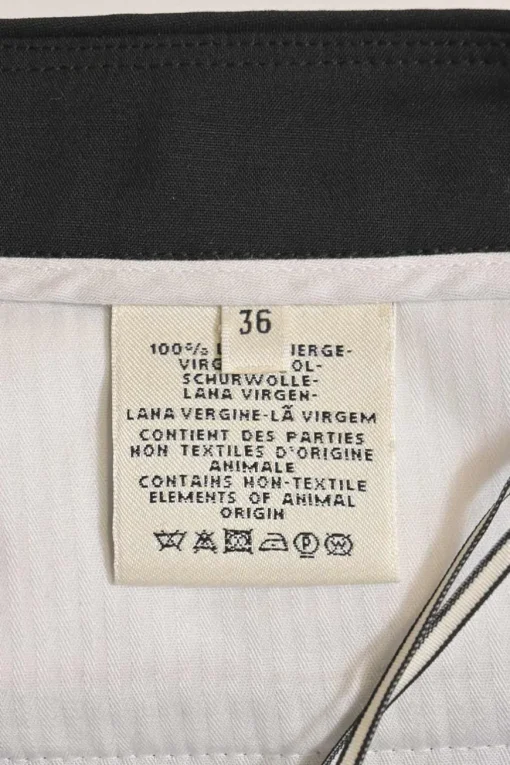 36
100%
SCHURWOLLE-
LANA VIRGEN-
LANA VERGINE-LÃ VIRGEM
CONTIENT DES PARTIES
NON TEXTILES D'ORIGINE
ANIMALE
CONTAINS NON-TEXTILE
ELEMENTS OF ANIMAL
ORIGIN
P W